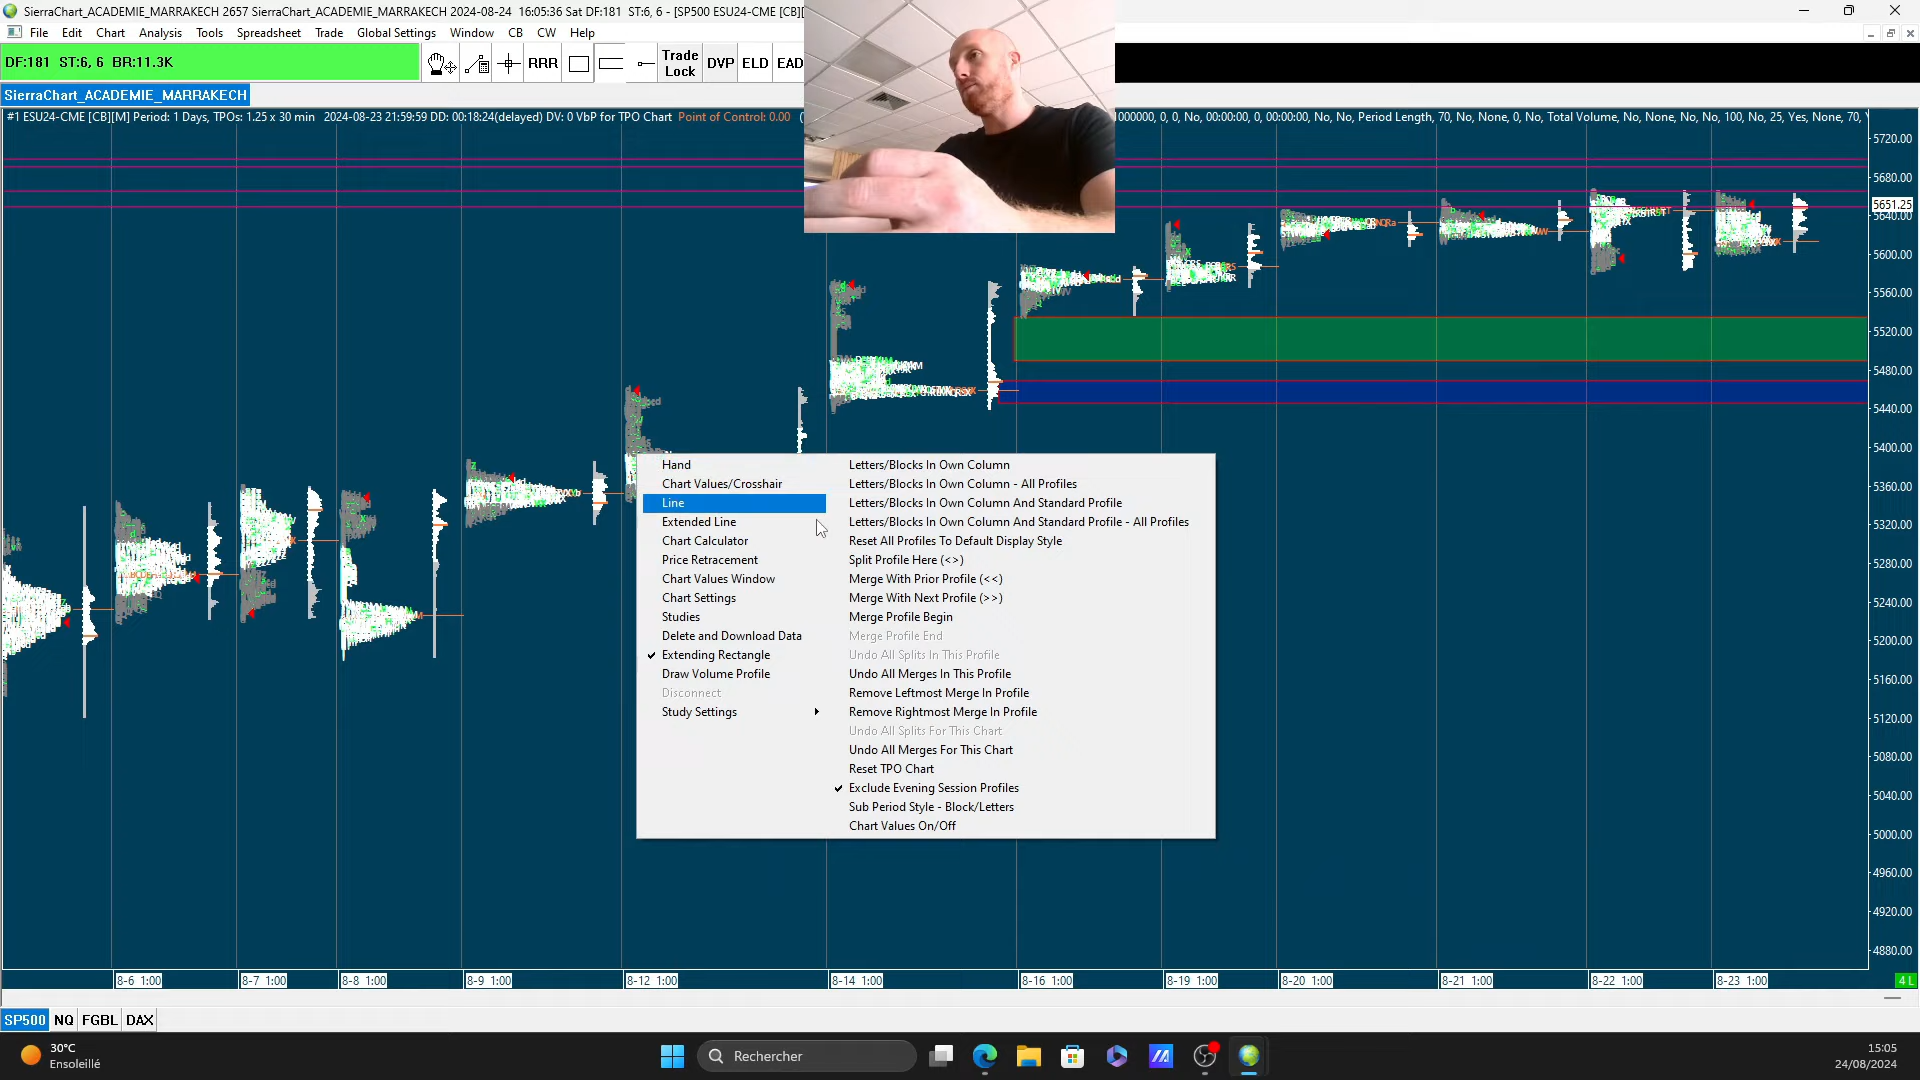 SierraChart_ACADEMIE_MARRAKECH 2657 SierraChart_ACADEMIE_MARRAKECH 2024-08-24 16:05:36 Sat DF:181 ST:6, 6 - [SP500 ESU24-CME [CB][
File Edit Chart Analysis Tools Spreadsheet Trade Global Settings Window CB CW Help
DF:181 ST:6, 6 BR:11.3K
RRR Trade Lock DVP ELD EAD
SierraChart_ACADEMIE_MARRAKECH
#1 ESU24-CME [CB][M] Period: 1 Days, TPOs: 1.25 x 30 min 2024-08-23 21:59:59 DD: 00:18:24(delayed) DV: 0 VbP for TPO Chart Point of Control: 0.00 1000000, 0, 0, No, 00:00:00, 0, 00:00:00, No, No, Period Length, 70, No, None, 0, No, Total Volume, No, None, No, No, 100, No, 25, Yes, None, 70,
5720.00
5680.00
5651.25
5640.00
5600.00
5560.00
5520.00
5480.00
5440.00
5400.00
5360.00
5320.00
5280.00
5240.00
5200.00
5160.00
5120.00
5080.00
5040.00
5000.00
4960.00
4920.00
4880.00
Hand
Chart Values/Crosshair
Line
Extended Line
Chart Calculator
Price Retracement
Chart Values Window
Chart Settings
Studies
Delete and Download Data
Extending Rectangle
Draw Volume Profile
Disconnect
Study Settings
Letters/Blocks In Own Column
Letters/Blocks In Own Column - All Profiles
Letters/Blocks In Own Column And Standard Profile
Letters/Blocks In Own Column And Standard Profile - All Profiles
Reset All Profiles To Default Display Style
Split Profile Here (<>)
Merge With Prior Profile (<<)
Merge With Next Profile (>>)
Merge Profile Begin
Merge Profile End
Undo All Splits In This Profile
Undo All Merges In This Profile
Remove Leftmost Merge In Profile
Remove Rightmost Merge In Profile
Undo All Splits For This Chart
Undo All Merges For This Chart
Reset TPO Chart
Exclude Evening Session Profiles
Sub Period Style - Block/Letters
Chart Values On/Off
8-6 1:00 8-7 1:00 8-8 1:00 8-9 1:00 8-12 1:00 8-14 1:00 8-16 1:00 8-19 1:00 8-20 1:00 8-21 1:00 8-22 1:00 8-23 1:00 4 L
SP500 NQ FGBL DAX
30°C
Ensoleillé
Rechercher
15:05
24/08/2024